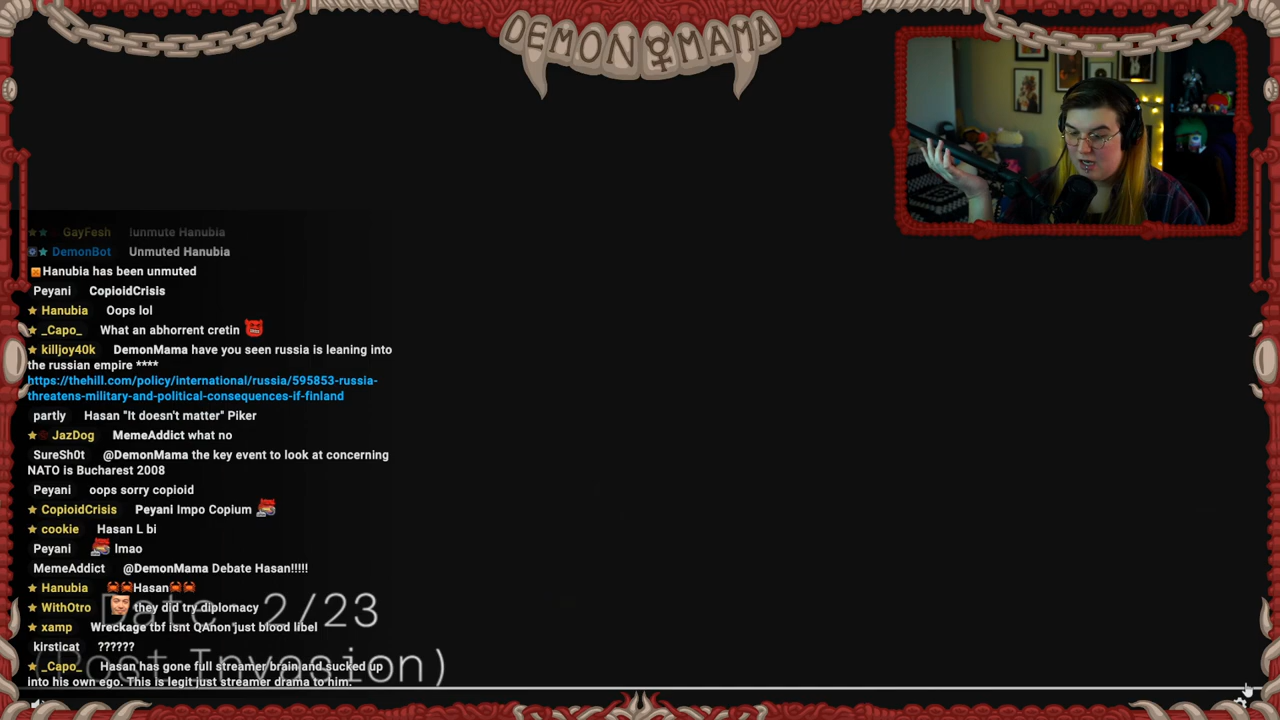 DEMON MAMA
GayFesh !unmute Hanubia
DemonBot Unmuted Hanubia
Hanubia has been unmuted
Peyani CopioidCrisis
Hanubia Oops lol
_Capo_ What an abhorrent cretin
killjoy40k DemonMama have you seen russia is leaning into
the russian empire ****
https://thehill.com/policy/international/russia/595853-russia-
threatens-military-and-political-consequences-if-finland
partly Hasan "It doesn't matter" Piker
JazDog MemeAddict what no
SureSh0t @DemonMama the key event to look at concerning
NATO is Bucharest 2008
Peyani oops sorry copioid
CopioidCrisis Peyani Impo Copium
cookie Hasan L bi
Peyani lmao
MemeAddict @DemonMama Debate Hasan!!!!!
Hanubia Hasan
WithOtro they did try diplomacy
Date: 2/23
xamp Wreckage tbf isnt QAnon just blood libel
kirsticat ??????
_Capo_ Hasan has gone full streamer brain and sucked up
(Post Invasion)
into his own ego. This is legit just streamer drama to him.